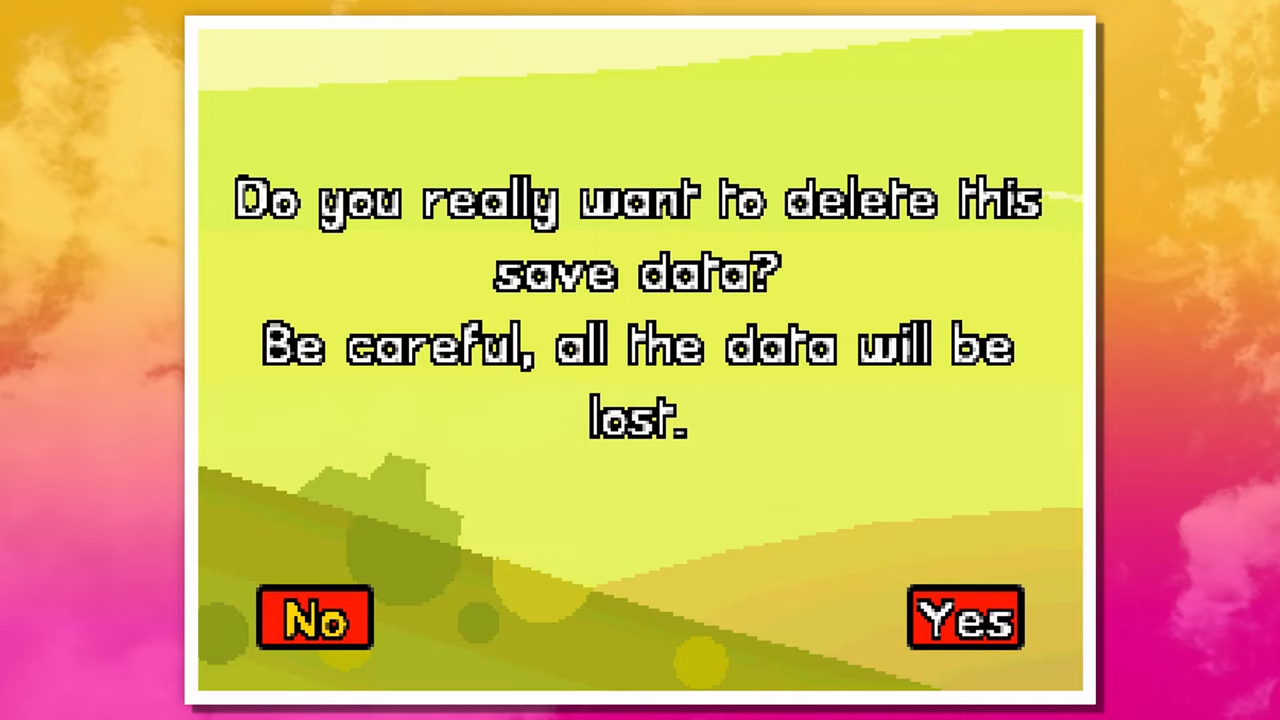 Do you really want to delete this
save data?
Be careful, all the data will be
lost.
No
Yes